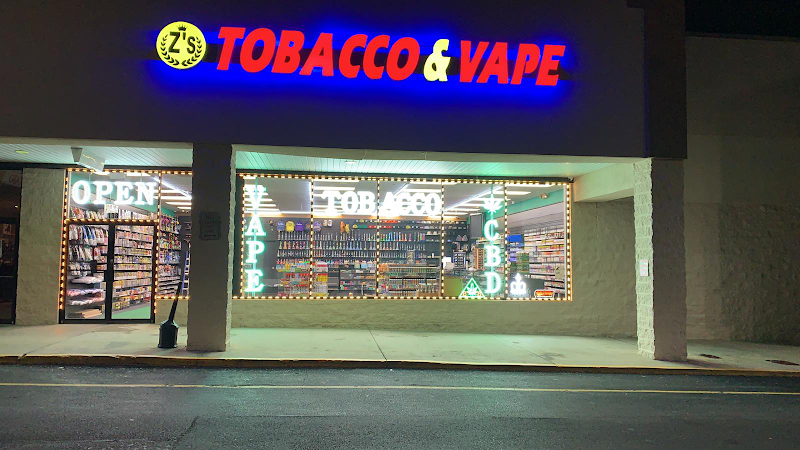 Z's TOBACCO & VAPE
OPEN
VAPE
TOBACCO
CBD